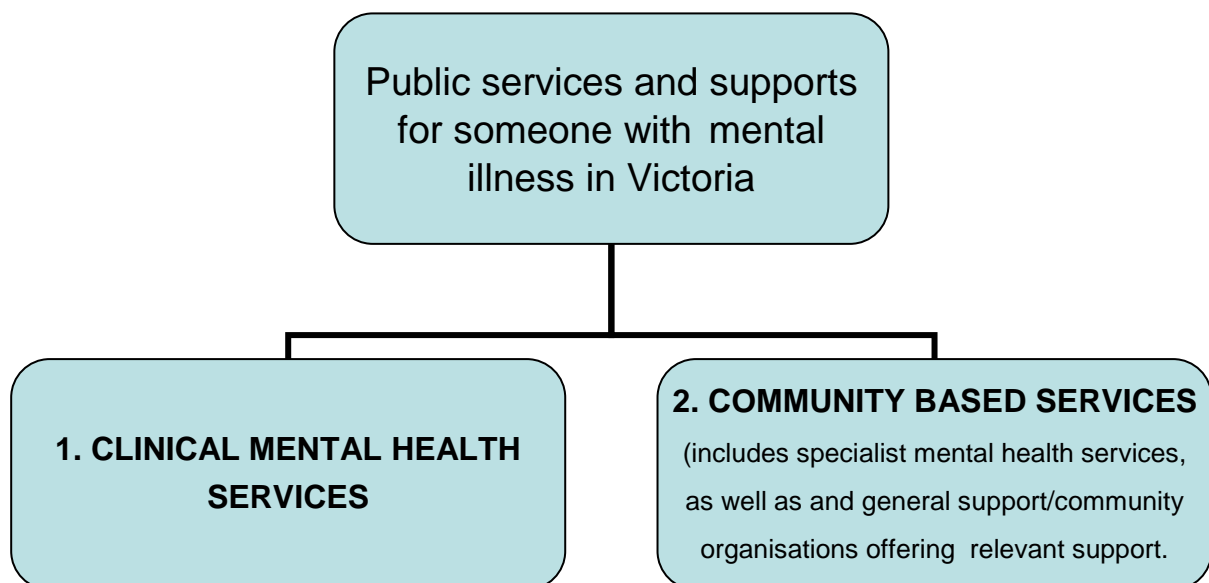 Public services and supports
for someone with mental
illness in Victoria
1. CLINICAL MENTAL HEALTH
SERVICES
2. COMMUNITY BASED SERVICES
(includes specialist mental health services,
as well as and general support/community
organisations offering relevant support.